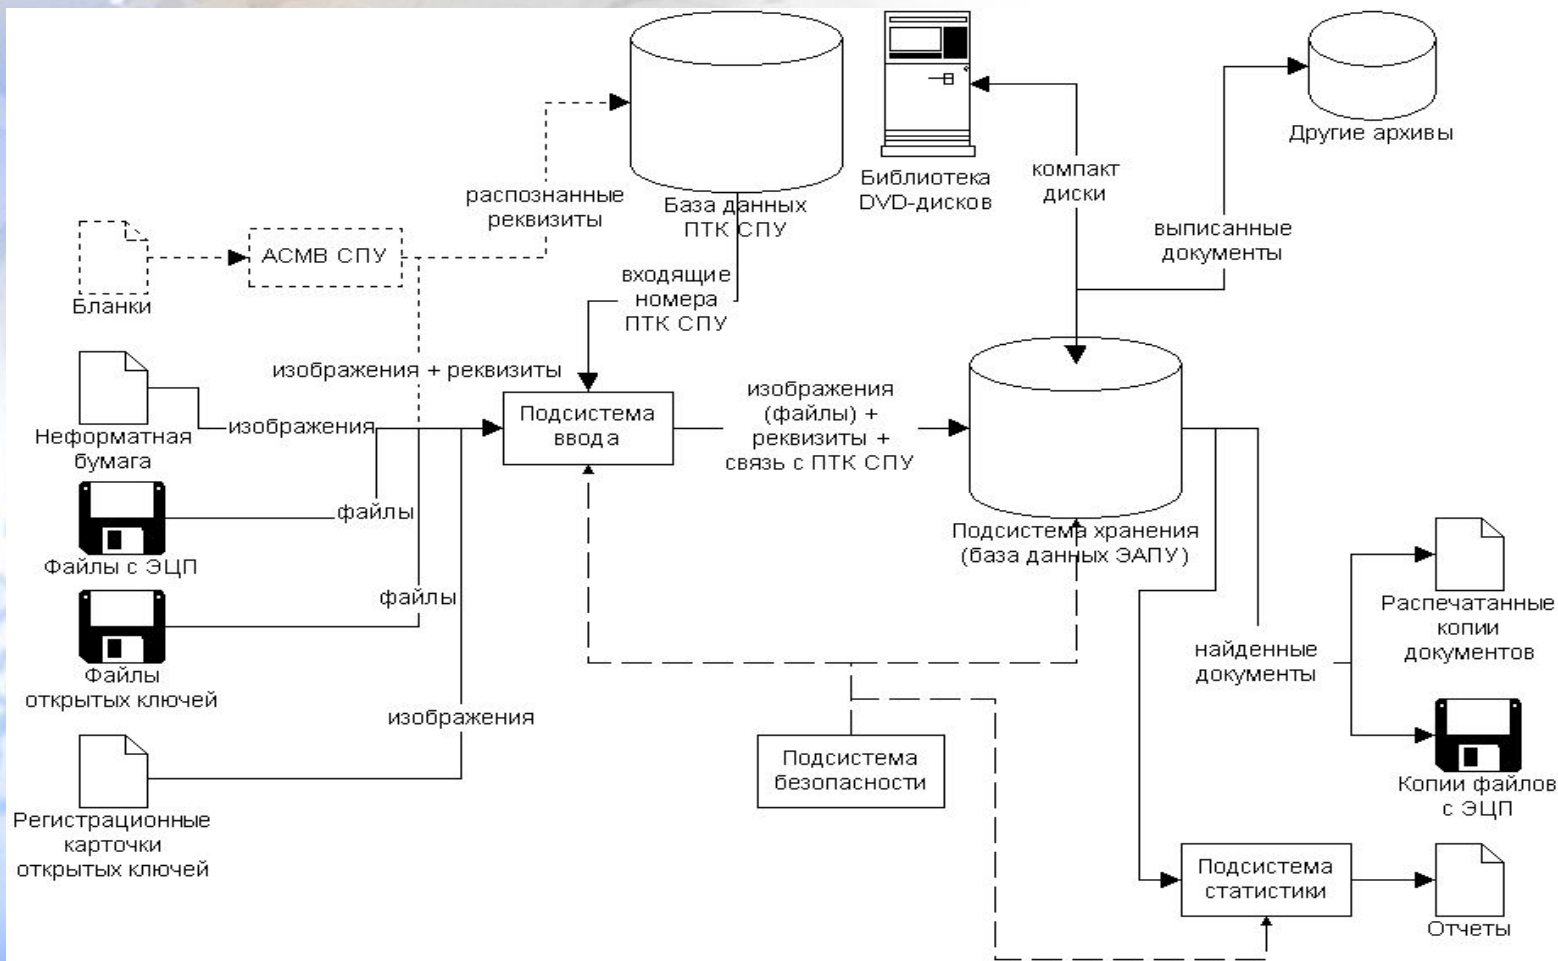 Другие архивы
Библиотека
DVD-дисков
компакт
диски
распознанные
реквизиты
База данных
ПТК СПУ
выписанные
документы
АСМВ СПУ
Бланки
входящие
номера
ПТК СПУ
изображения + реквизиты
изображения
(файлы) +
реквизиты +
связь с ПТК СПУ
Подсистема
ввода
Неформатная
бумага
изображения
файлы
Файлы с ЭЦП
Подсистема хранения
(база данных ЭАПУ)
файлы
Файлы
открытых ключей
Распечатанные
копии
документов
найденные
документы
изображения
Подсистема
безопасности
Копии файлов
с ЭЦП
Регистрационные
карточки
открытых ключей
Подсистема
статистики
Отчеты